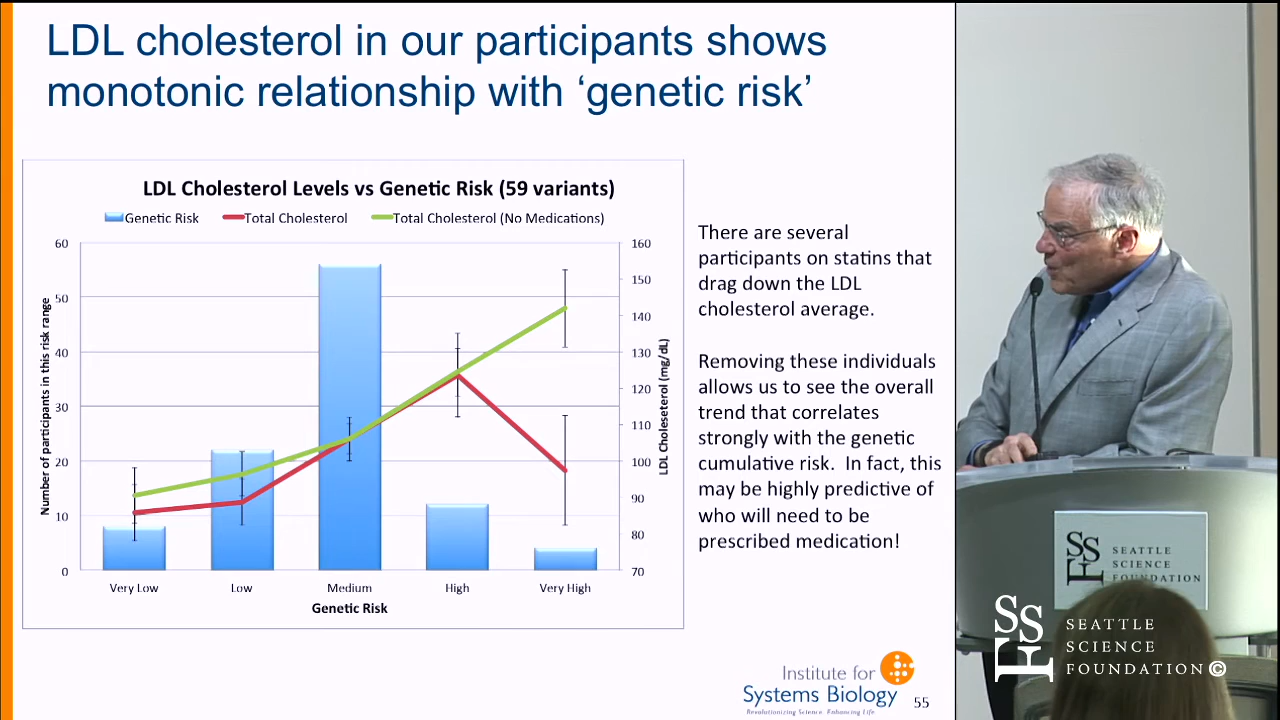 LDL cholesterol in our participants shows
monotonic relationship with ‘genetic risk’
LDL Cholesterol Levels vs Genetic Risk (59 variants)
Genetic Risk
Total Cholesterol
Total Cholesterol (No Medications)
Number of participants in this risk range
60
50
40
30
20
10
0
160
150
140
130
120
110
100
90
80
70
LDL Choleseterol (mg/dL)
Very Low
Low
Medium
High
Very High
Genetic Risk
There are several
participants on statins that
drag down the LDL
cholesterol average.
Removing these individuals
allows us to see the overall
trend that correlates
strongly with the genetic
cumulative risk. In fact, this
may be highly predictive of
who will need to be
prescribed medication!
Institute for
Systems Biology
Revolutionizing Science. Enhancing Life.
55
SSF
SEATTLE
SCIENCE
FOUNDATION
SSF
SEATTLE
SCIENCE
FOUNDATION©